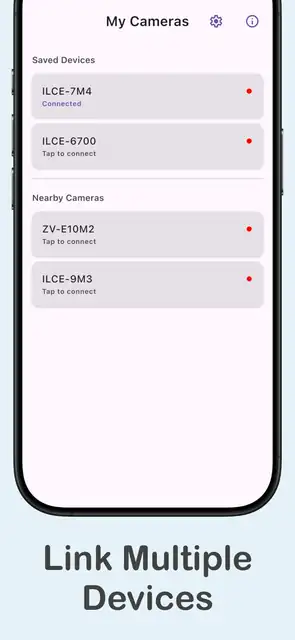 My Cameras
Saved Devices
ILCE-7M4
Connected
ILCE-6700
Tap to connect
Nearby Cameras
ZV-E10M2
Tap to connect
ILCE-9M3
Tap to connect
Link Multiple
Devices